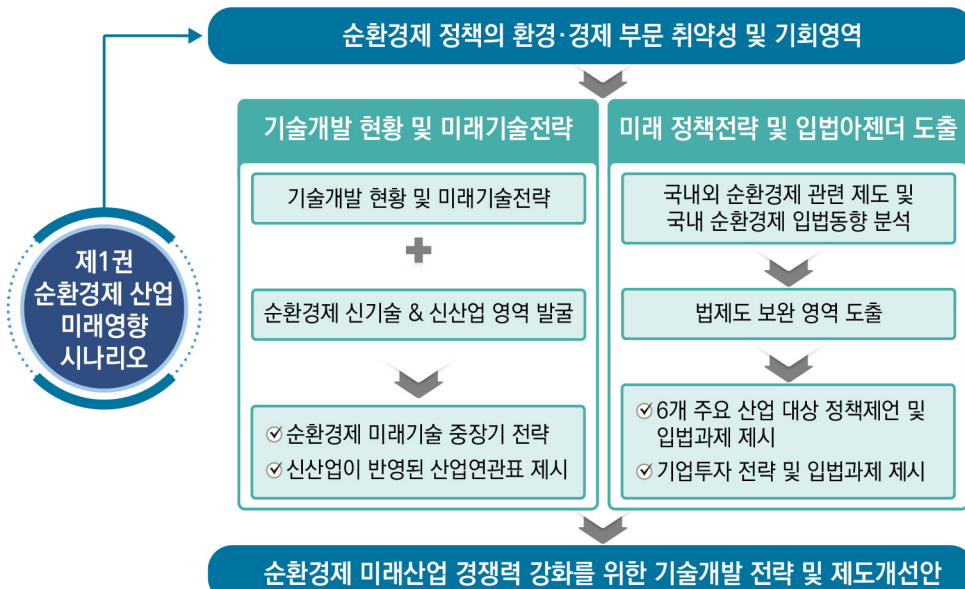 순환경제 정책의 환경·경제 부문 취약성 및 기회영역
제1권
순환경제 산업
미래영향
시나리오
기술개발 현황 및 미래기술전략
기술개발 현황 및 미래기술전략
순환경제 신기술 & 신산업 영역 발굴
순환경제 미래기술 중장기 전략
신산업이 반영된 산업연관표 제시
미래 정책전략 및 입법아젠더 도출
국내외 순환경제 관련 제도 및
국내 순환경제 입법동향 분석
법제도 보완 영역 도출
6개 주요 산업 대상 정책제언 및
입법과제 제시
기업투자 전략 및 입법과제 제시
순환경제 미래산업 경쟁력 강화를 위한 기술개발 전략 및 제도개선안